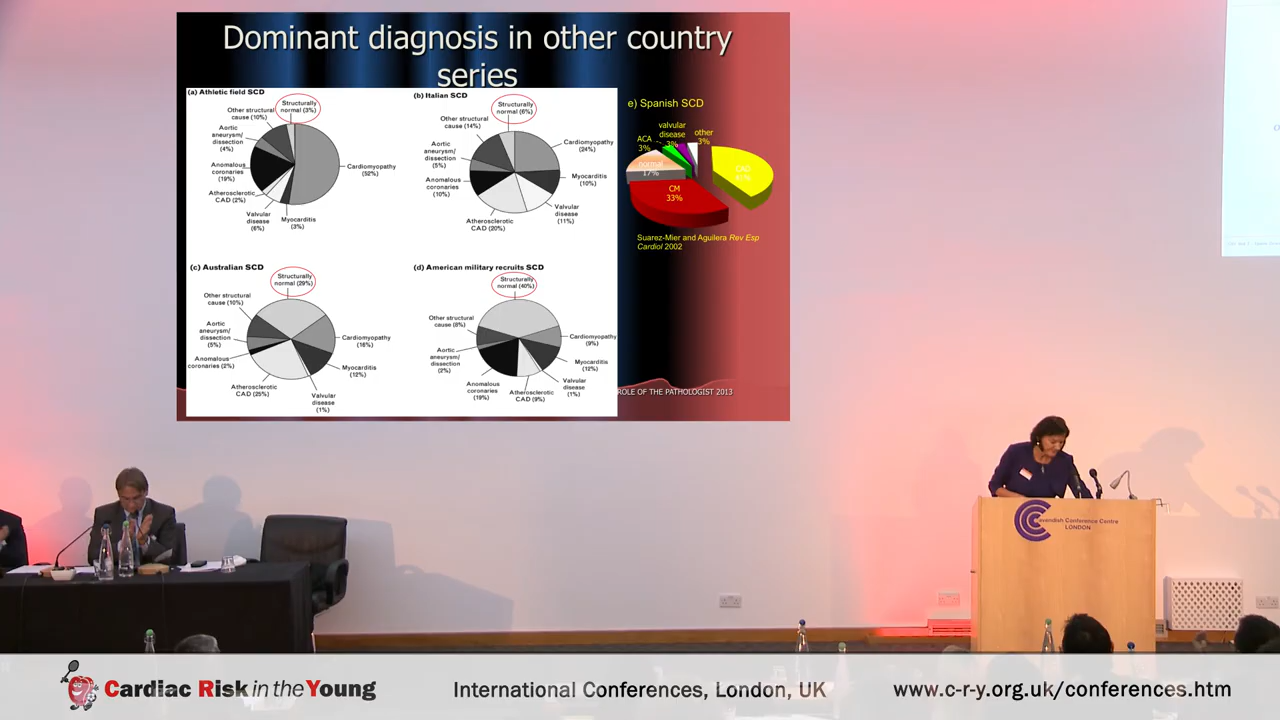 Dominant diagnosis in other country
series
(a) Athletic field SCD
Structurally
normal (3%)
Other structural
cause (10%)
Aortic
aneurysm/
dissection
(4%)
Anomalous
coronaries
(19%)
Atherosclerotic
CAD (2%)
Valvular
disease
(6%)
Myocarditis
(3%)
Cardiomyopathy
(52%)
(b) Italian SCD
Structurally
normal (6%)
Other structural
cause (14%)
Aortic
aneurysm/
dissection
(5%)
Anomalous
coronaries
(10%)
Atherosclerotic
CAD (20%)
Valvular
disease
(11%)
Myocarditis
(10%)
Cardiomyopathy
(24%)
e) Spanish SCD
ACA
3%
valvular
disease
3%
other
3%
normal
17%
CM
33%
CAD
41%
Suarez-Mier and Aguilera Rev Esp
Cardiol 2002
(c) Australian SCD
Structurally
normal (29%)
Other structural
cause (10%)
Aortic
aneurysm/
dissection
(5%)
Anomalous
coronaries (2%)
Atherosclerotic
CAD (25%)
Valvular
disease
(1%)
Myocarditis
(12%)
Cardiomyopathy
(16%)
(d) American military recruits SCD
Structurally
normal (40%)
Other structural
cause (8%)
Aortic
aneurysm/
dissection
(2%)
Anomalous
coronaries
(19%)
Atherosclerotic
CAD (9%)
Valvular
disease
(1%)
Myocarditis
(12%)
Cardiomyopathy
(9%)
ROLE OF THE PATHOLOGIST 2013
Cavendish Conference Centre
LONDON
Cardiac Risk in the Young
International Conferences, London, UK
www.c-r-y.org.uk/conferences.htm